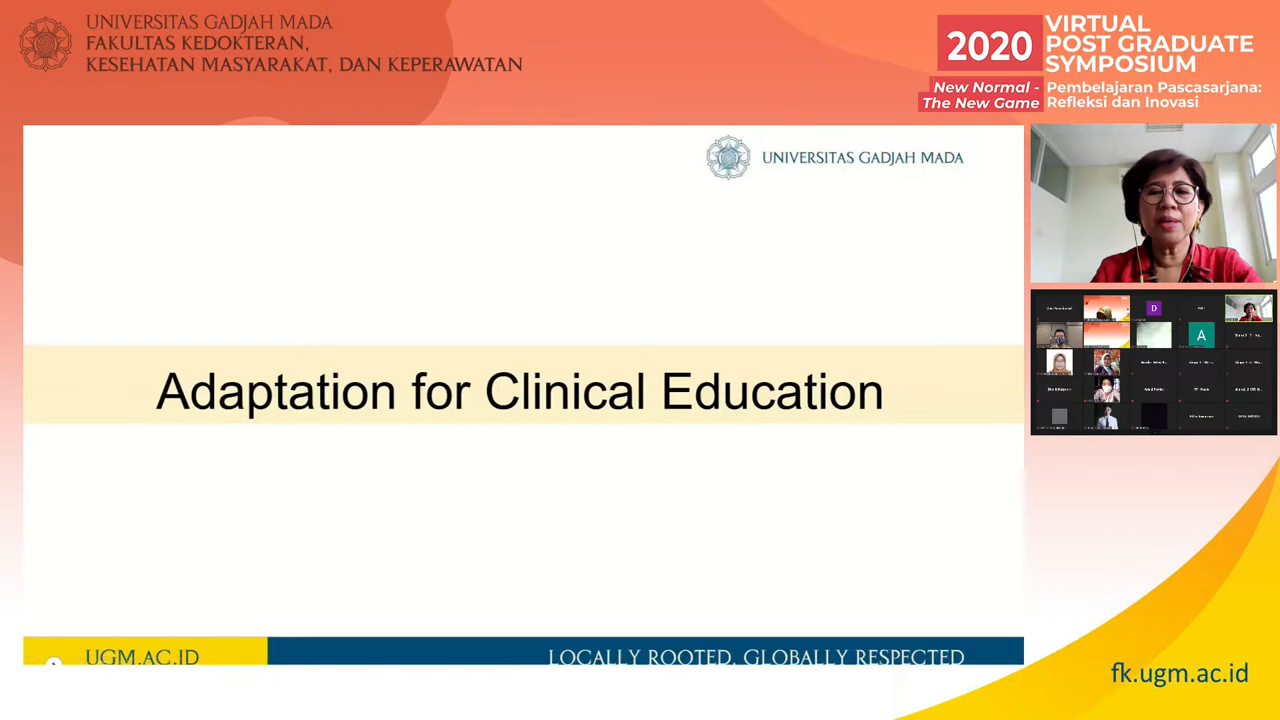 UNIVERSITAS GADJAH MADA
FAKULTAS KEDOKTERAN,
KESEHATAN MASYARAKAT, DAN KEPERAWATAN
2020
VIRTUAL
POST GRADUATE
SYMPOSIUM
New Normal -
The New Game
Pembelajaran Pascasarjana:
Refleksi dan Inovasi
UNIVERSITAS GADJAH MADA
Adaptation for Clinical Education
D
A
UGM.AC.ID
LOCALLY ROOTED, GLOBALLY RESPECTED
fk.ugm.ac.id